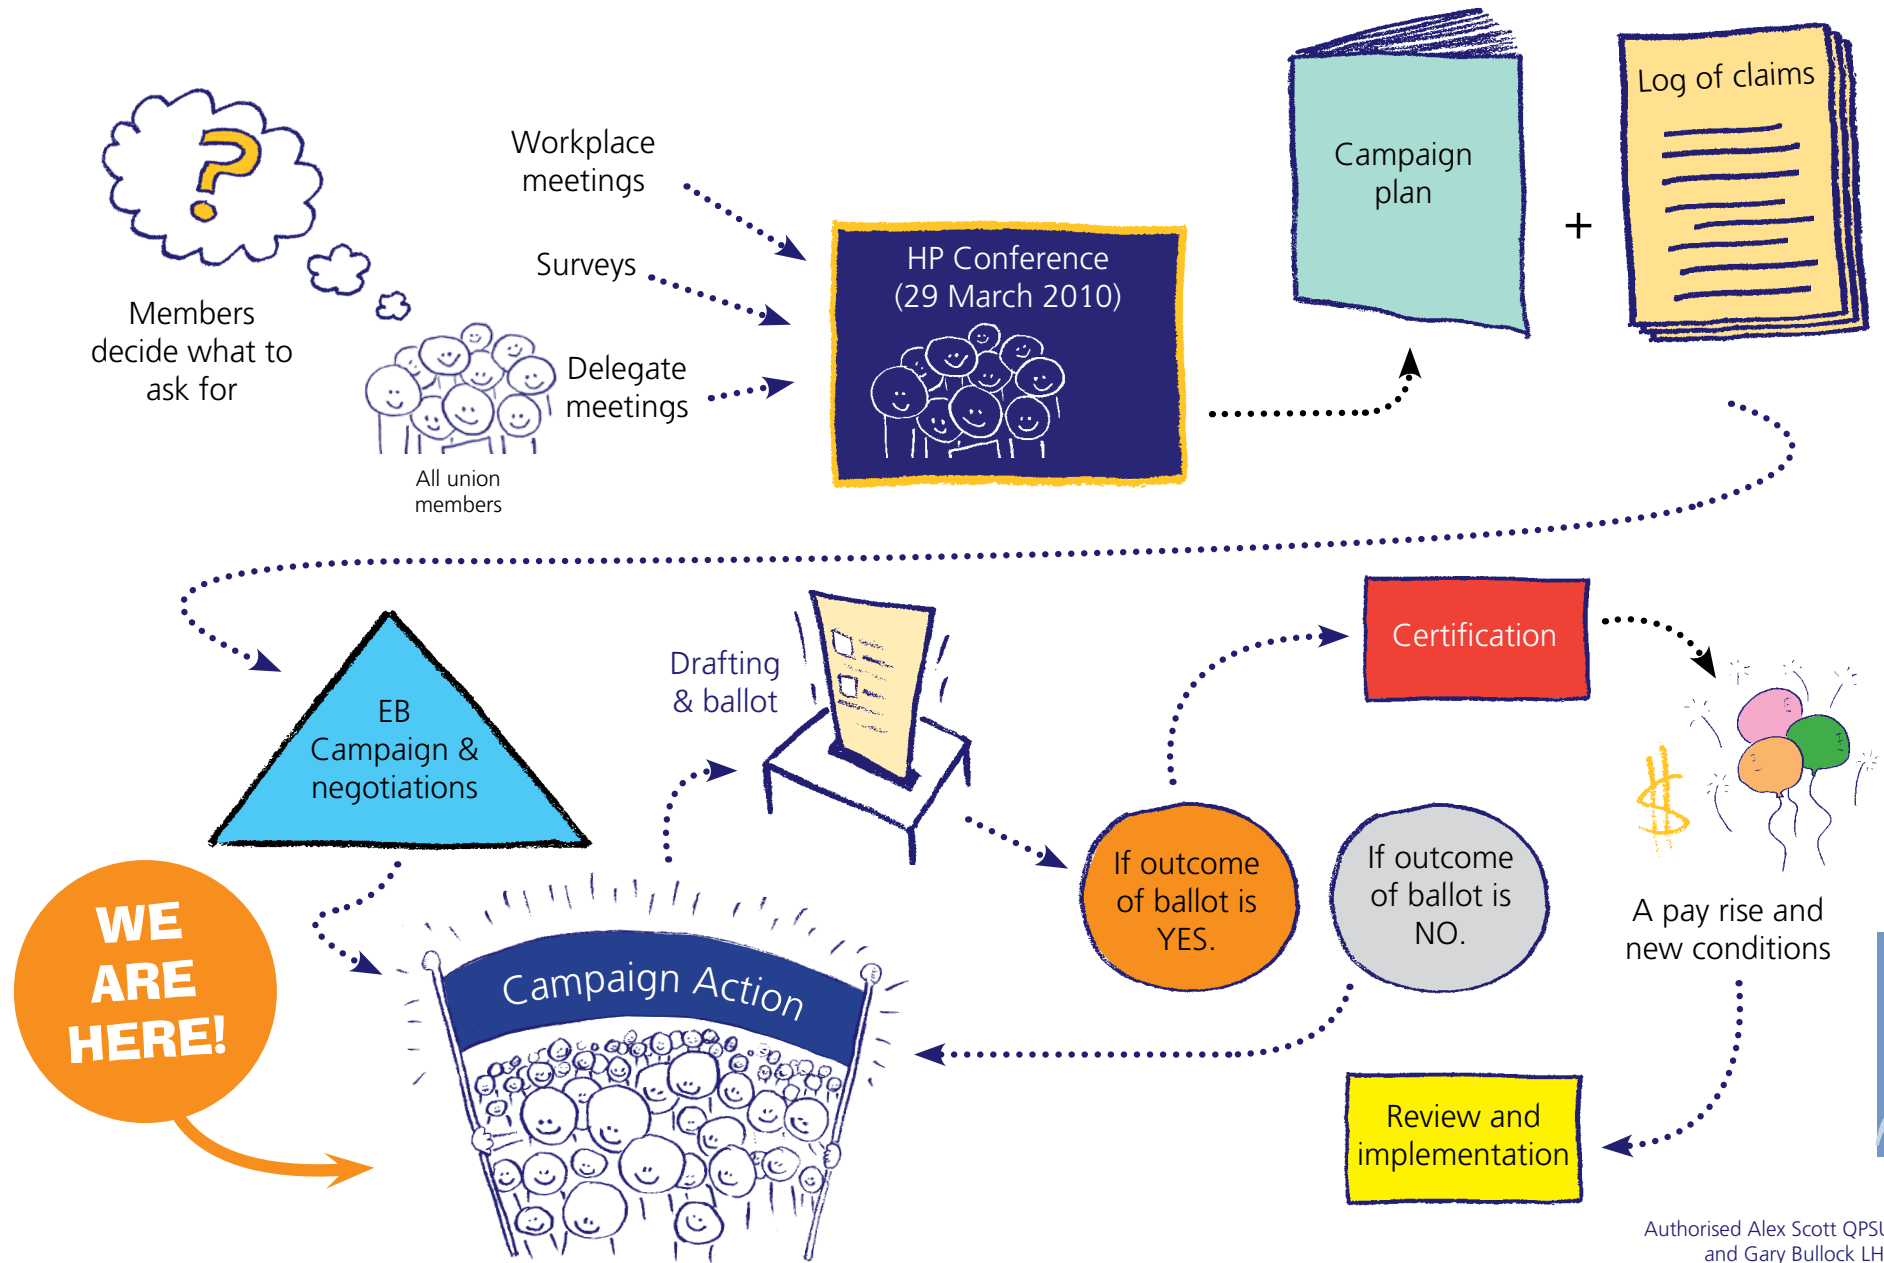 Members
decide what to
ask for
All union
members
Workplace
meetings
Surveys
Delegate
meetings
HP Conference
(29 March 2010)
Campaign
plan
+
Log of claims
EB
Campaign &
negotiations
WE
ARE
HERE!
Campaign Action
Drafting
& ballot
If outcome
of ballot is
YES.
If outcome
of ballot is
NO.
Certification
$
A pay rise and
new conditions
Review and
implementation
?
Authorised Alex Scott QPSU
and Gary Bullock LH